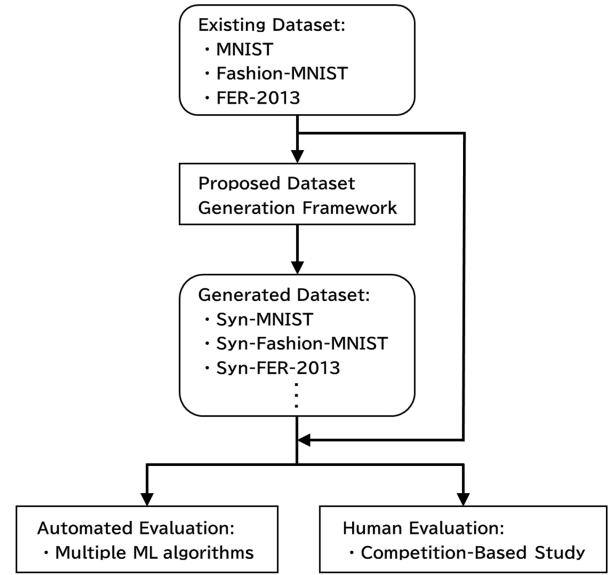 Existing Dataset:
・MNIST
・Fashion-MNIST
・FER-2013
Proposed Dataset
Generation Framework
Generated Dataset:
・Syn-MNIST
・Syn-Fashion-MNIST
・Syn-FER-2013
⋮
Automated Evaluation:
・Multiple ML algorithms
Human Evaluation:
・Competition-Based Study